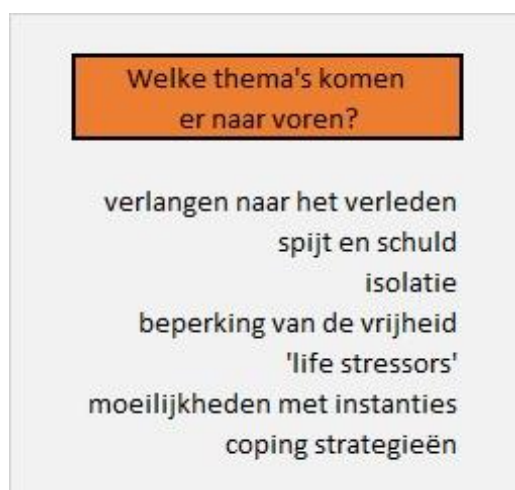 Welke thema's komen
er naar voren?
verlangen naar het verleden
spijt en schuld
isolatie
beperking van de vrijheid
'life stressors'
moeilijkheden met instanties
coping strategieën